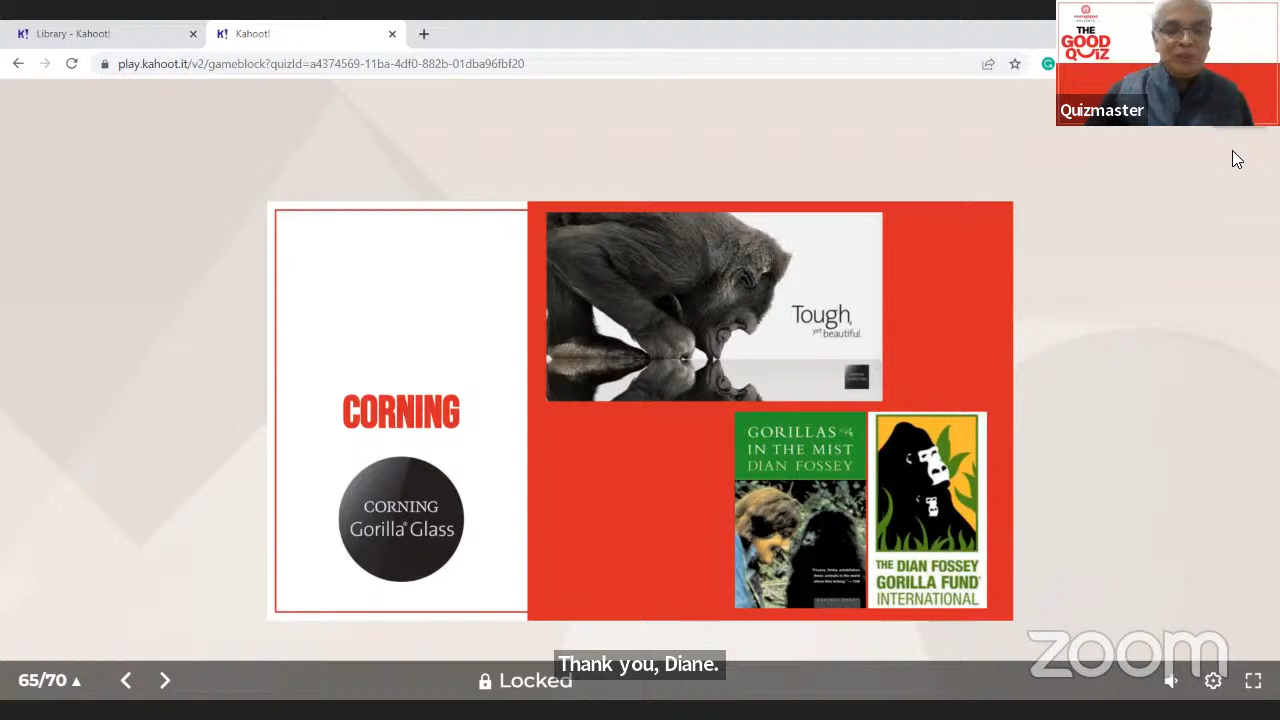 Library - Kahoot!
Kahoot!
play.kahoot.it/v2/gameblock?quizId=a4374569-11ba-4df0-882b-01dba96fb120
PRESENTS
THE
GOOD
QUIZ
Quizmaster
CORNING
CORNING
Gorilla® Glass
Tough,
yet beautiful.
GORILLAS
IN THE MIST
DIAN FOSSEY
THE DIAN FOSSEY
GORILLA FUND®
INTERNATIONAL
Thank you, Diane.
zoom
65/70
Locked